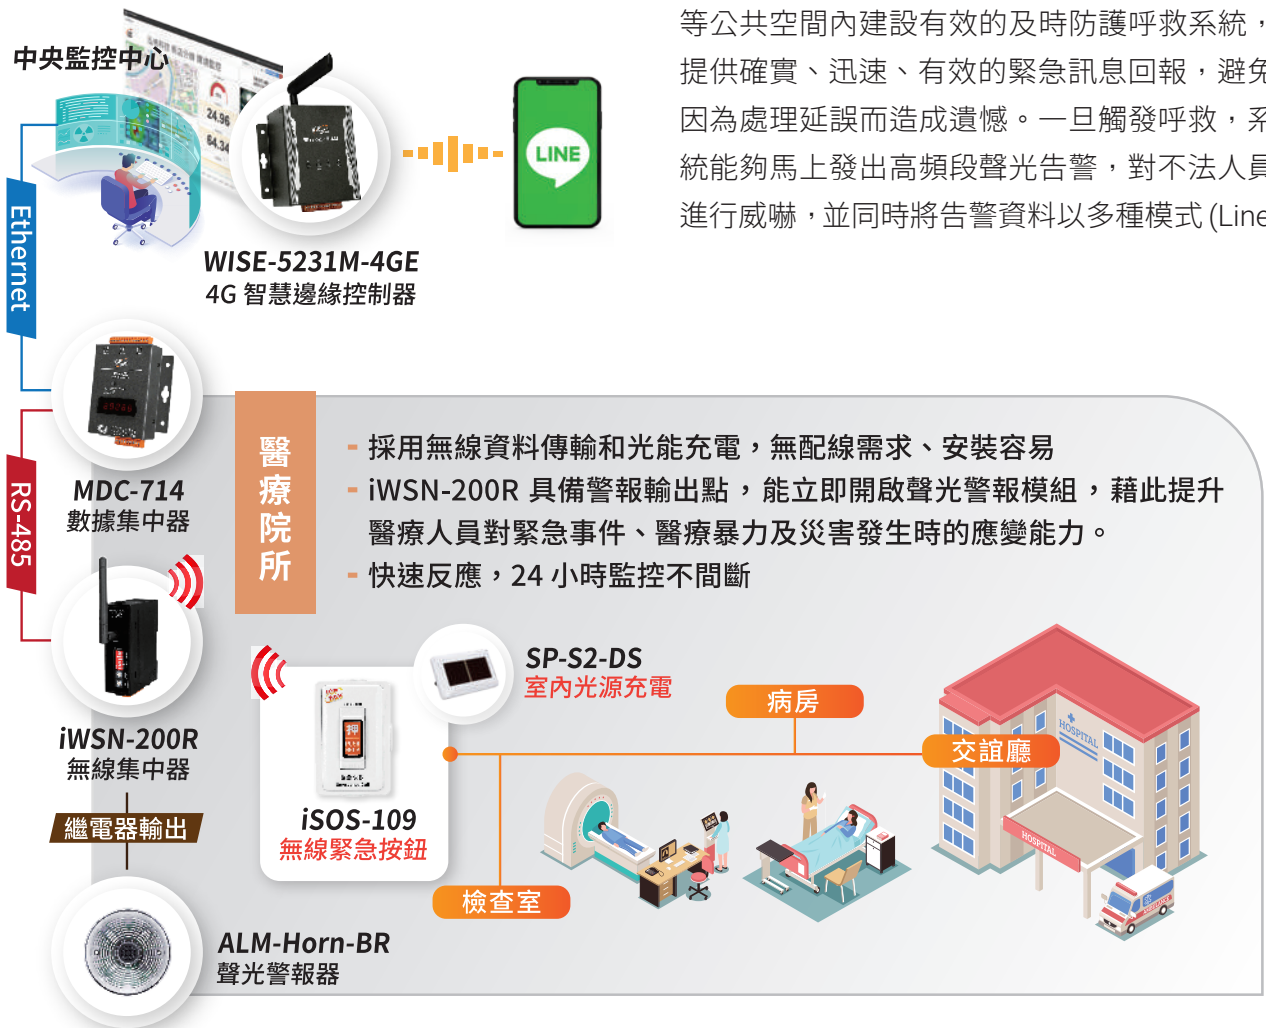 等公共空間內建設有效的及時防護呼救系統，
提供確實、迅速、有效的緊急訊息回報，避免
因為處理延誤而造成遺憾。一旦觸發呼救，系
統能夠馬上發出高頻段聲光告警，對不法人員
進行威嚇，並同時將告警資料以多種模式 (Line
中央監控中心
24.96
64.34
LINE
WISE-5231M-4GE
4G 智慧邊緣控制器
Ethernet
MDC-714
數據集中器
RS-485
iWSN-200R
無線集中器
繼電器輸出
ALM-Horn-BR
聲光警報器
醫療院所
- 採用無線資料傳輸和光能充電，無配線需求、安裝容易
- iWSN-200R 具備警報輸出點，能立即開啟聲光警報模組，藉此提升
醫療人員對緊急事件、醫療暴力及災害發生時的應變能力。
- 快速反應，24 小時監控不間斷
SP-S2-DS
室內光源充電
押
iSOS-109
無線緊急按鈕
病房
交誼廳
檢查室
HOSPITAL
HOSPITAL
AMBULANCE